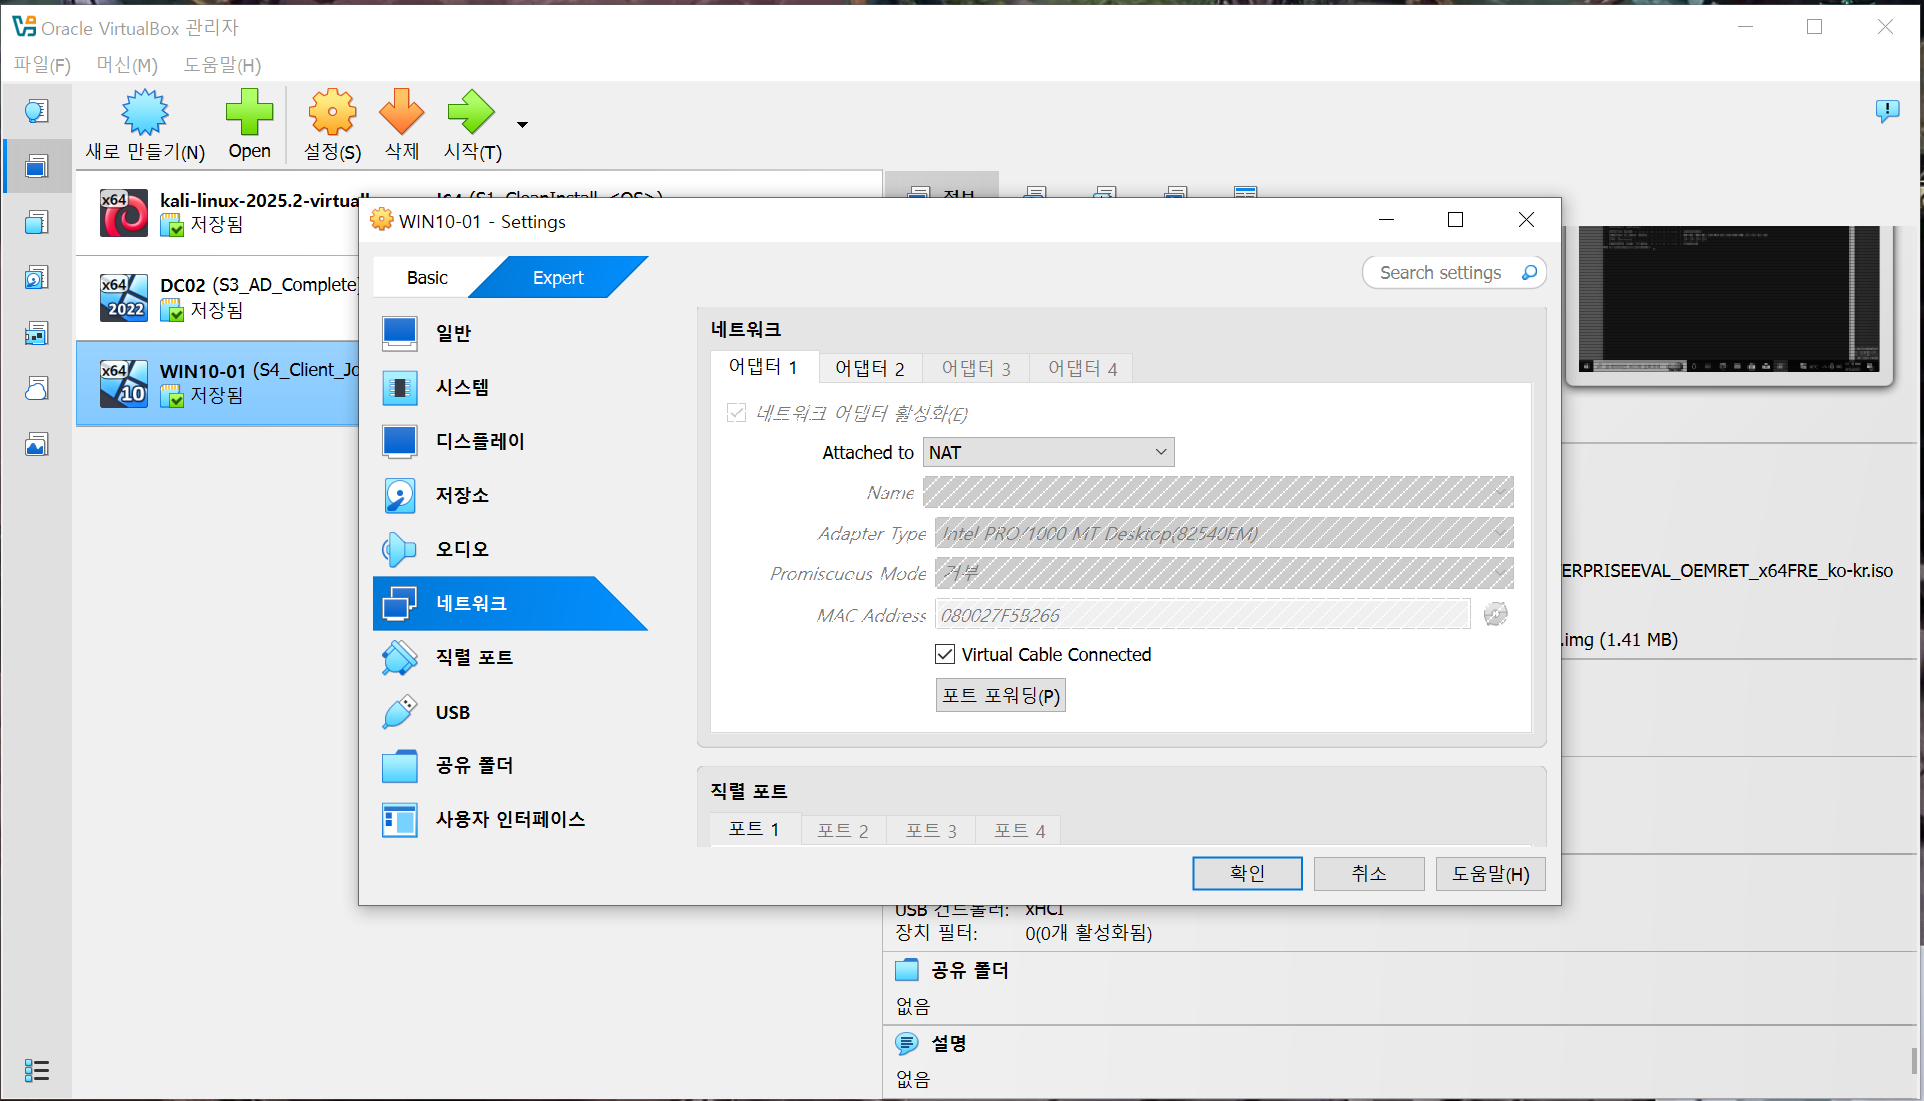 Oracle VirtualBox 관리자
파일(F) 머신(M) 도움말(H)
새로 만들기(N) Open 설정(S) 삭제 시작(T)
x64 kali-linux-2025.2-virtual
저장됨
x64 2022 DC02 (S3_AD_Complete)
저장됨
x64 10 WIN10-01 (S4_Client_Jo
저장됨
WIN10-01 - Settings
Basic Expert Search settings
일반
시스템
디스플레이
저장소
오디오
네트워크
직렬 포트
USB
공유 폴더
사용자 인터페이스
네트워크
어댑터 1 어댑터 2 어댑터 3 어댑터 4
네트워크 어댑터 활성화(E)
Attached to NAT
Name
Adapter Type Intel PRO/1000 MT Desktop(82540EM)
Promiscuous Mode 거부
MAC Address 080027F5B266
Virtual Cable Connected
포트 포워딩(P)
직렬 포트
포트 1 포트 2 포트 3 포트 4
확인 취소 도움말(H)
ERPRISEEVAL_OEMRET_x64FRE_ko-kr.iso
.img (1.41 MB)
USB 컨트롤러: xHCI
장치 필터: 0(0개 활성화됨)
공유 폴더
없음
설명
없음